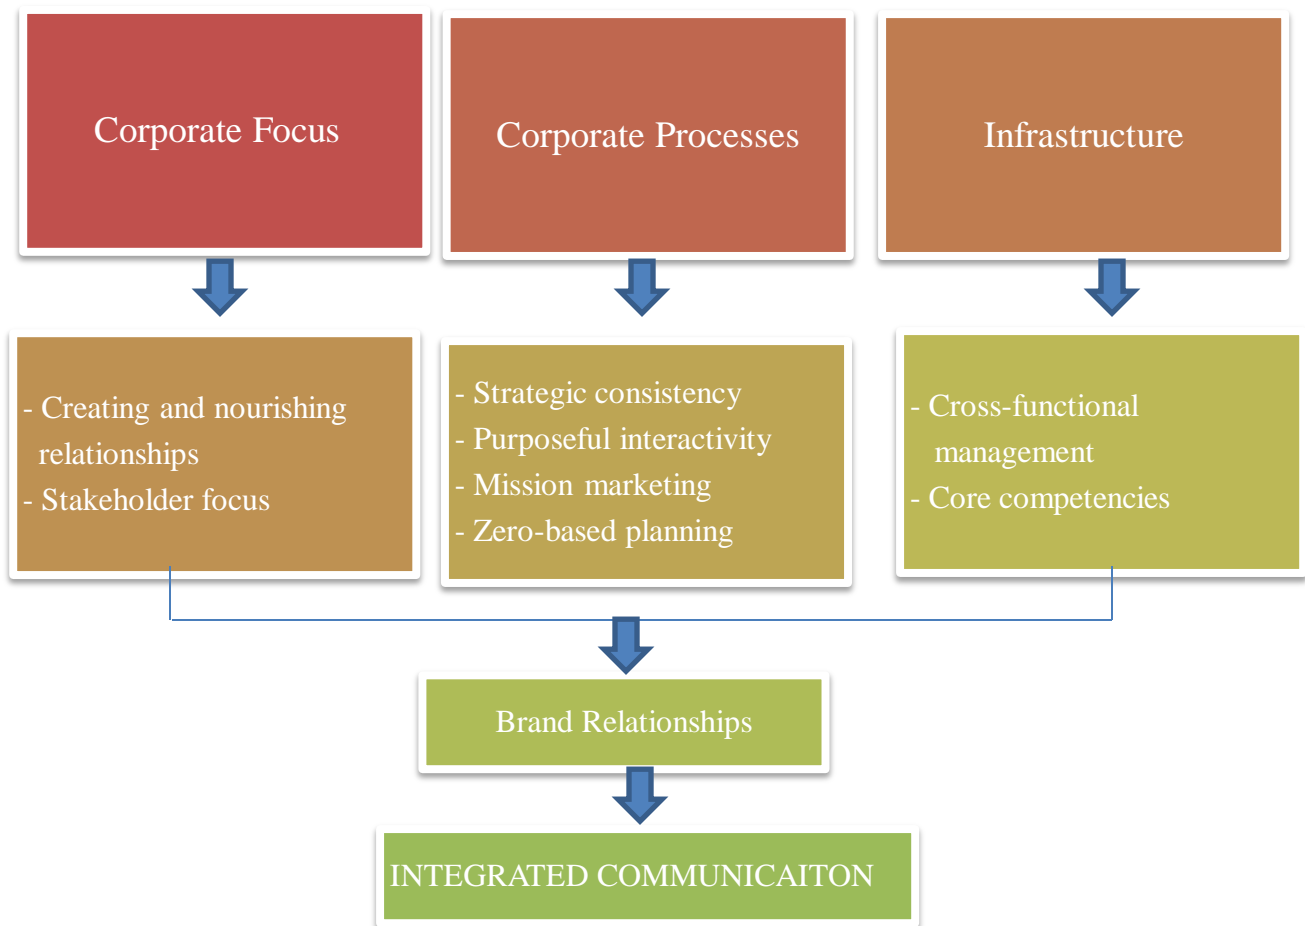 Corporate Focus
Corporate Processes
Infrastructure
- Creating and nourishing
relationships
- Stakeholder focus
- Strategic consistency
- Purposeful interactivity
- Mission marketing
- Zero-based planning
- Cross-functional
management
- Core competencies
Brand Relationships
INTEGRATED COMMUNICAITON